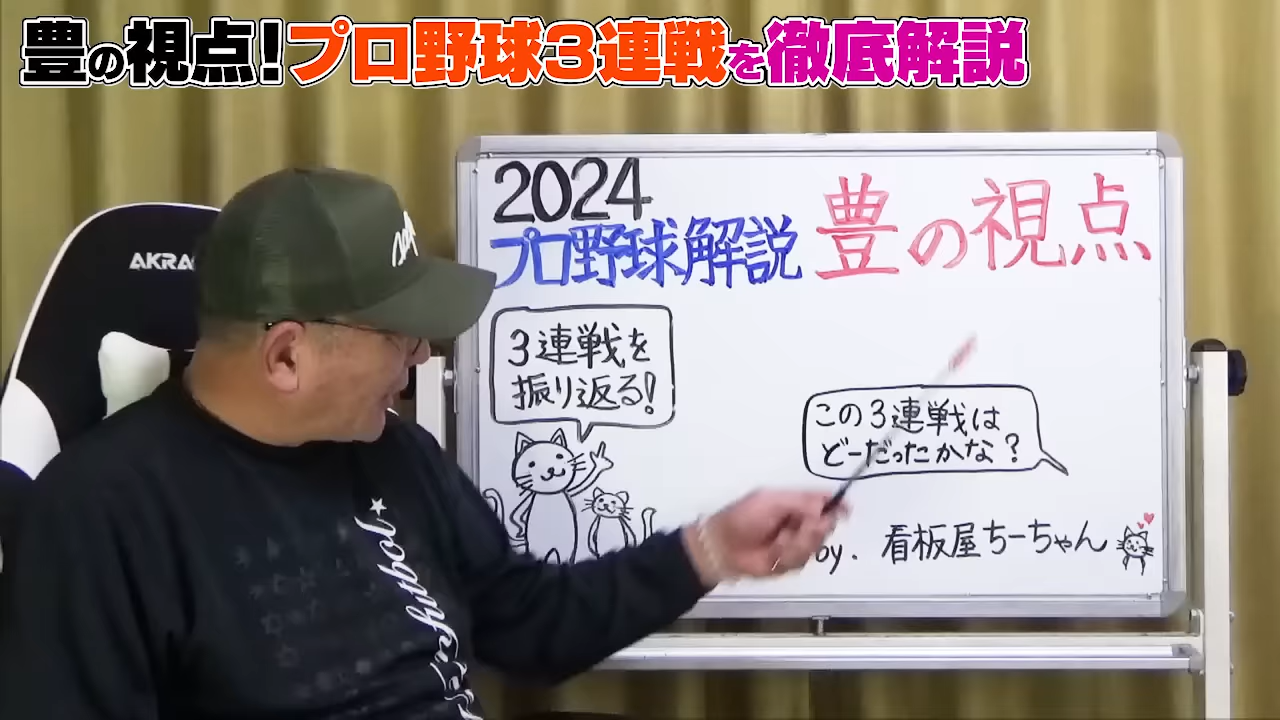 豊の視点!プロ野球3連戦を徹底解説
AKRA
2024
プロ野球解説
豊の視点
3連戦を
振り返る!
この3連戦は
どーだったかな?
by. 看板屋ちーちゃん